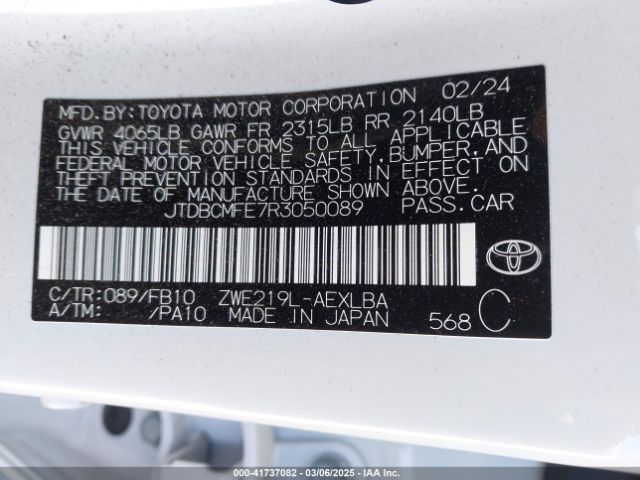 MFD.BY:TOYOTA MOTOR CORPORATION 02/24
GVWR 4065LB GAWR FR 2315LB RR 2140LB
THIS VEHICLE CONFORMS TO ALL APPLICABLE
FEDERAL MOTOR VEHICLE SAFETY,BUMPER,AND
THEFT PREVENTION STANDARDS IN EFFECT ON
THE DATE OF MANUFACTURE SHOWN ABOVE.
JTDBCMFE7R3050089 PASS.CAR
C/TR:089/FB10 ZWE219L-AEXLBA
A/TM: /PA10 MADE IN JAPAN 568 C
TOYOTA
000-41737082 - 03/06/2025 - IAA Inc.